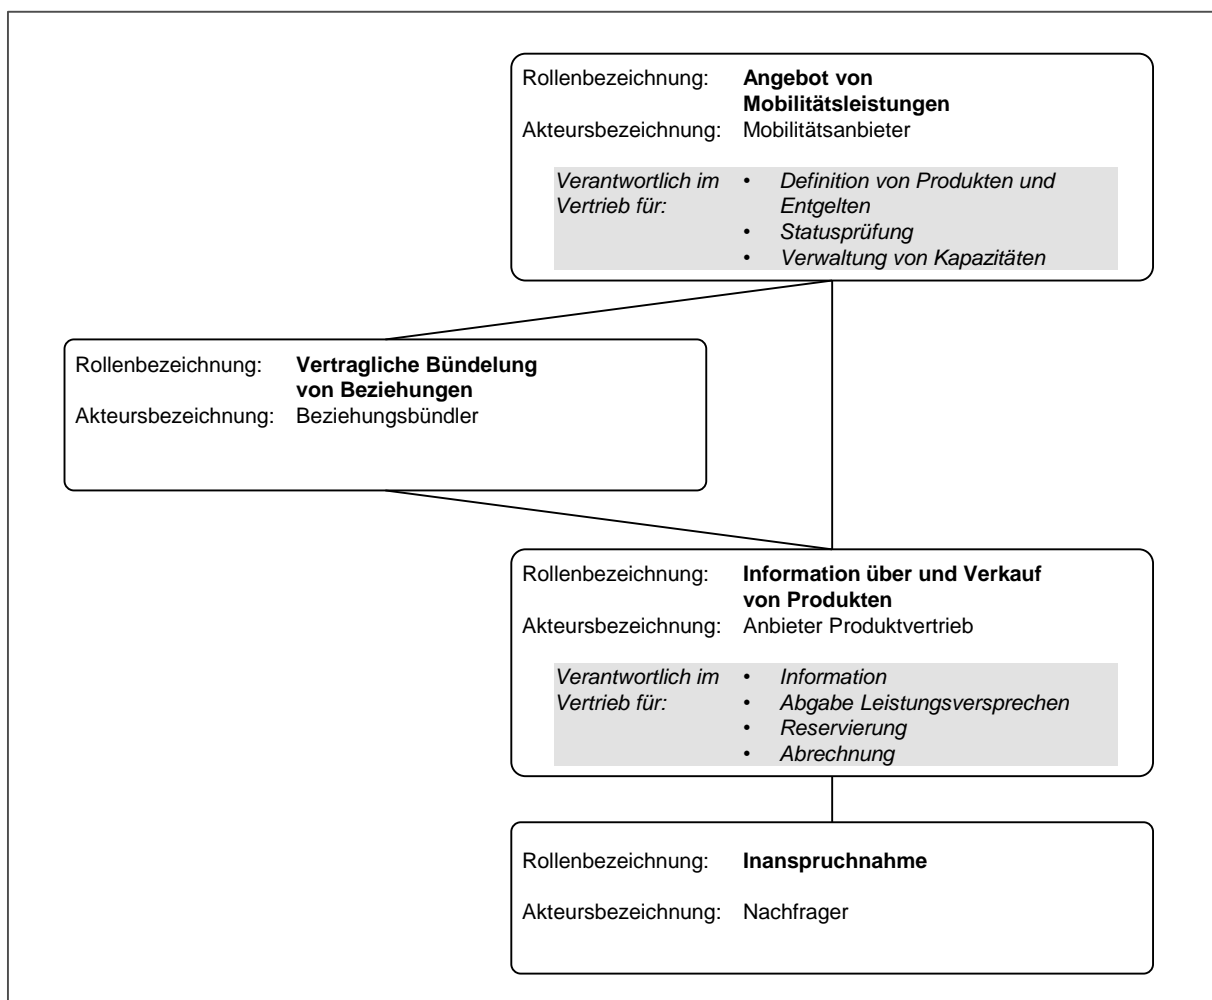 Rollenbezeichnung: Angebot von
Mobilitätsleistungen
Akteursbezeichnung: Mobilitätsanbieter
Verantwortlich im • Definition von Produkten und
Vertrieb für: Entgelten
• Statusprüfung
• Verwaltung von Kapazitäten
Rollenbezeichnung: Vertragliche Bündelung
von Beziehungen
Akteursbezeichnung: Beziehungsbündler
Rollenbezeichnung: Information über und Verkauf
von Produkten
Akteursbezeichnung: Anbieter Produktvertrieb
Verantwortlich im • Information
Vertrieb für: • Abgabe Leistungsversprechen
• Reservierung
• Abrechnung
Rollenbezeichnung: Inanspruchnahme
Akteursbezeichnung: Nachfrager